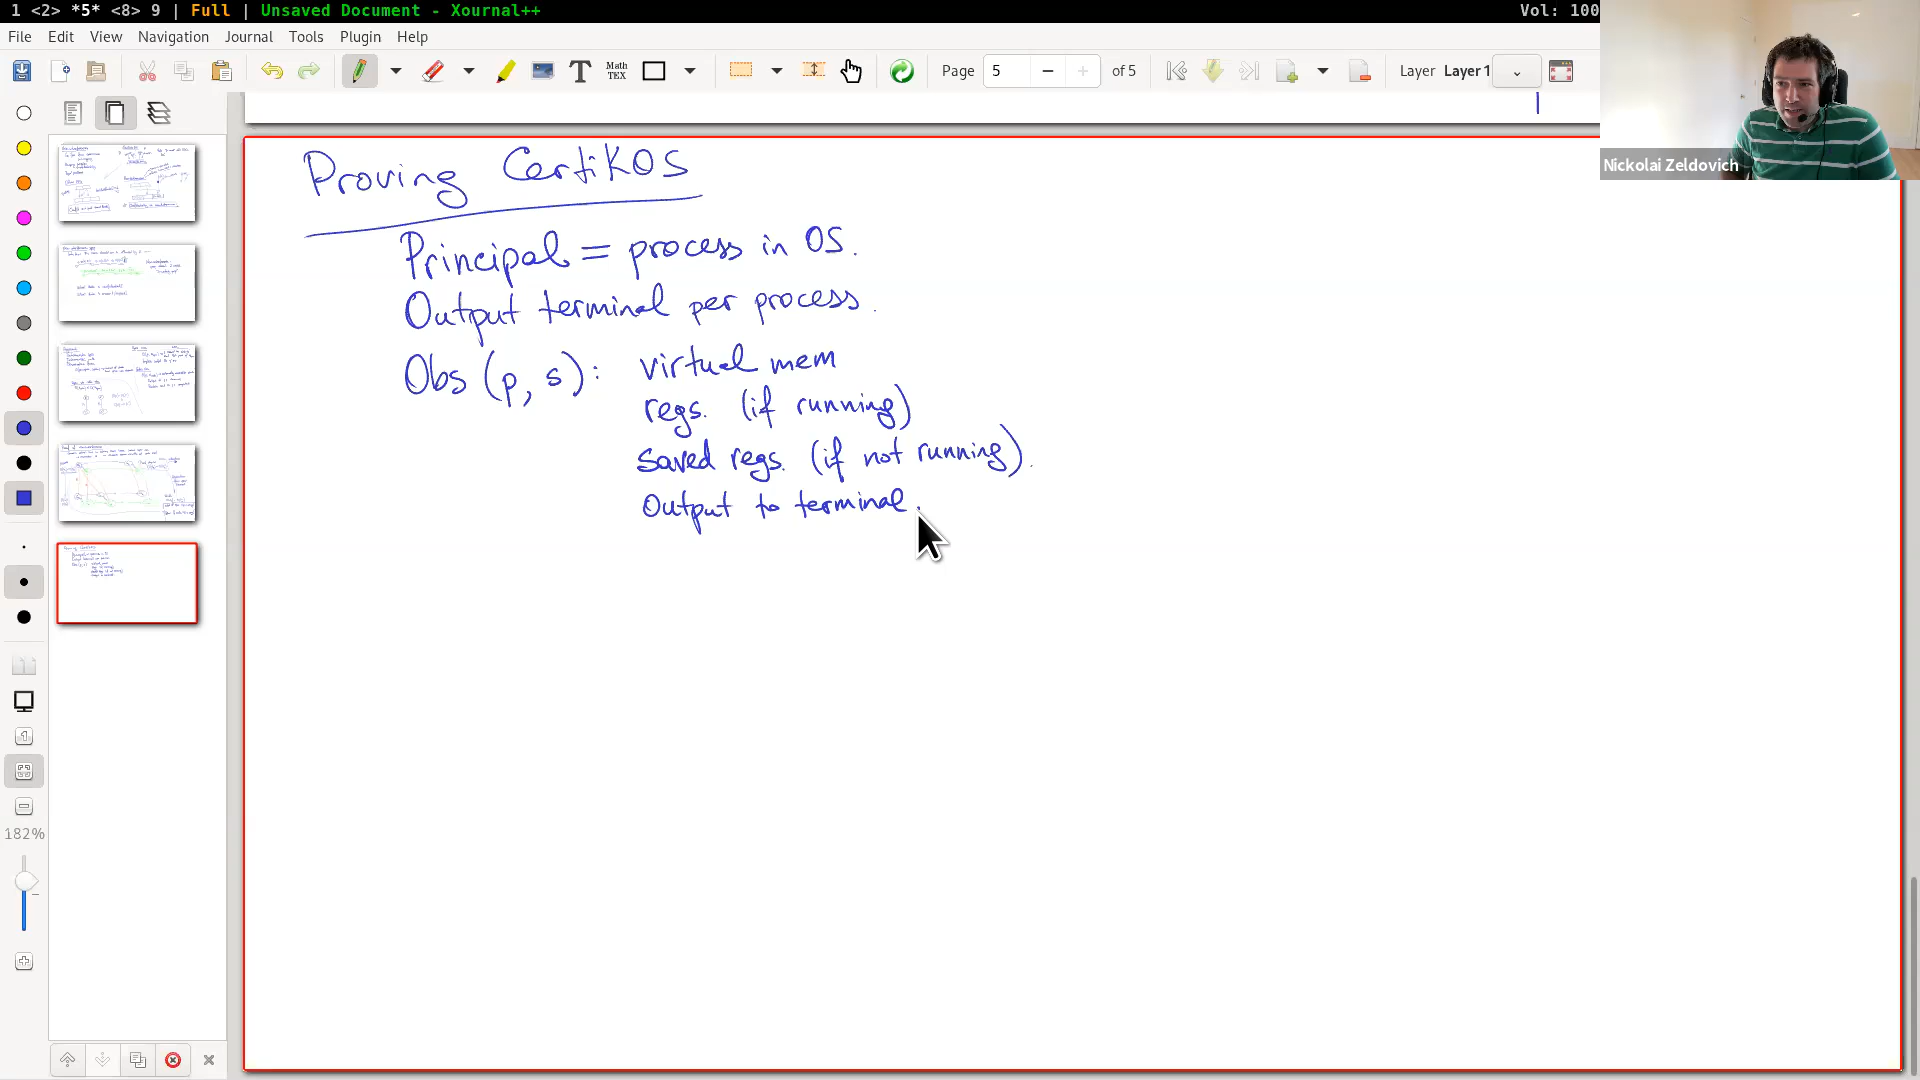 1 <2> *5* <8> 9 | Full | Unsaved Document - Xournal++
Vol: 100
File Edit View Navigation Journal Tools Plugin Help
Math TEX
Page 5 of 5
Layer Layer 1
Nickolai Zeldovich
Proving CertiKOS
Principal = process in OS.
Output terminal per process.
Obs (p, s): virtual mem
regs. (if running)
saved regs. (if not running).
Output to terminal.
182%